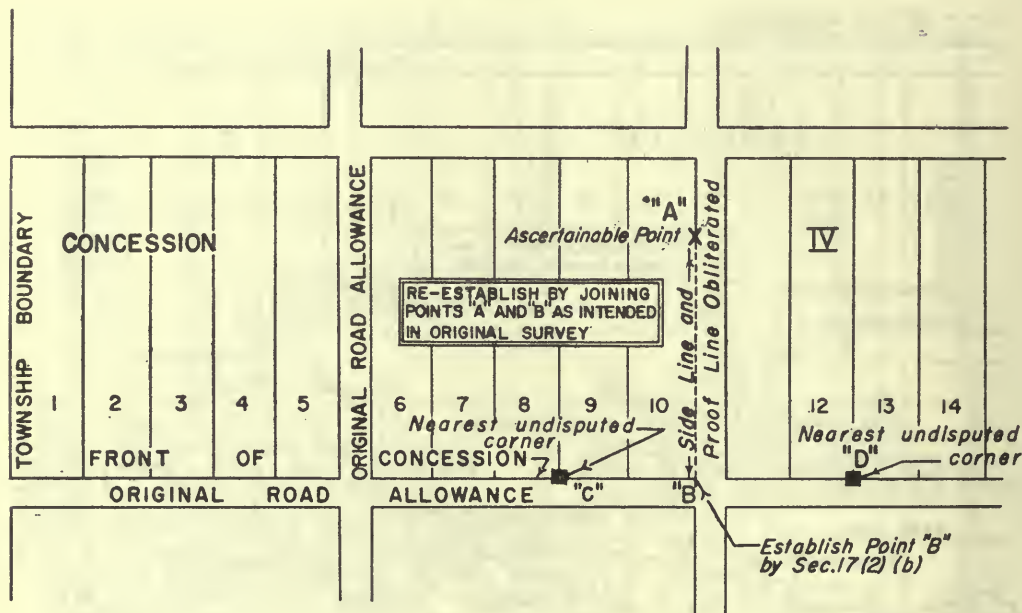 TOWNSHIP BOUNDARY
CONCESSION
ORIGINAL ROAD ALLOWANCE
"A"
Ascertainable Point
IV
RE-ESTABLISH BY JOINING
POINTS "A" AND "B" AS INTENDED
IN ORIGINAL SURVEY
Side Line and
Proof Line Obliterated
1 2 3 4 5 6 7 8 9 10 12 13 14
Nearest undisputed
corner
Nearest undisputed
corner
FRONT OF CONCESSION
"C"
"B"
"D"
ORIGINAL ROAD ALLOWANCE
Establish Point "B"
by Sec.17(2)(b)